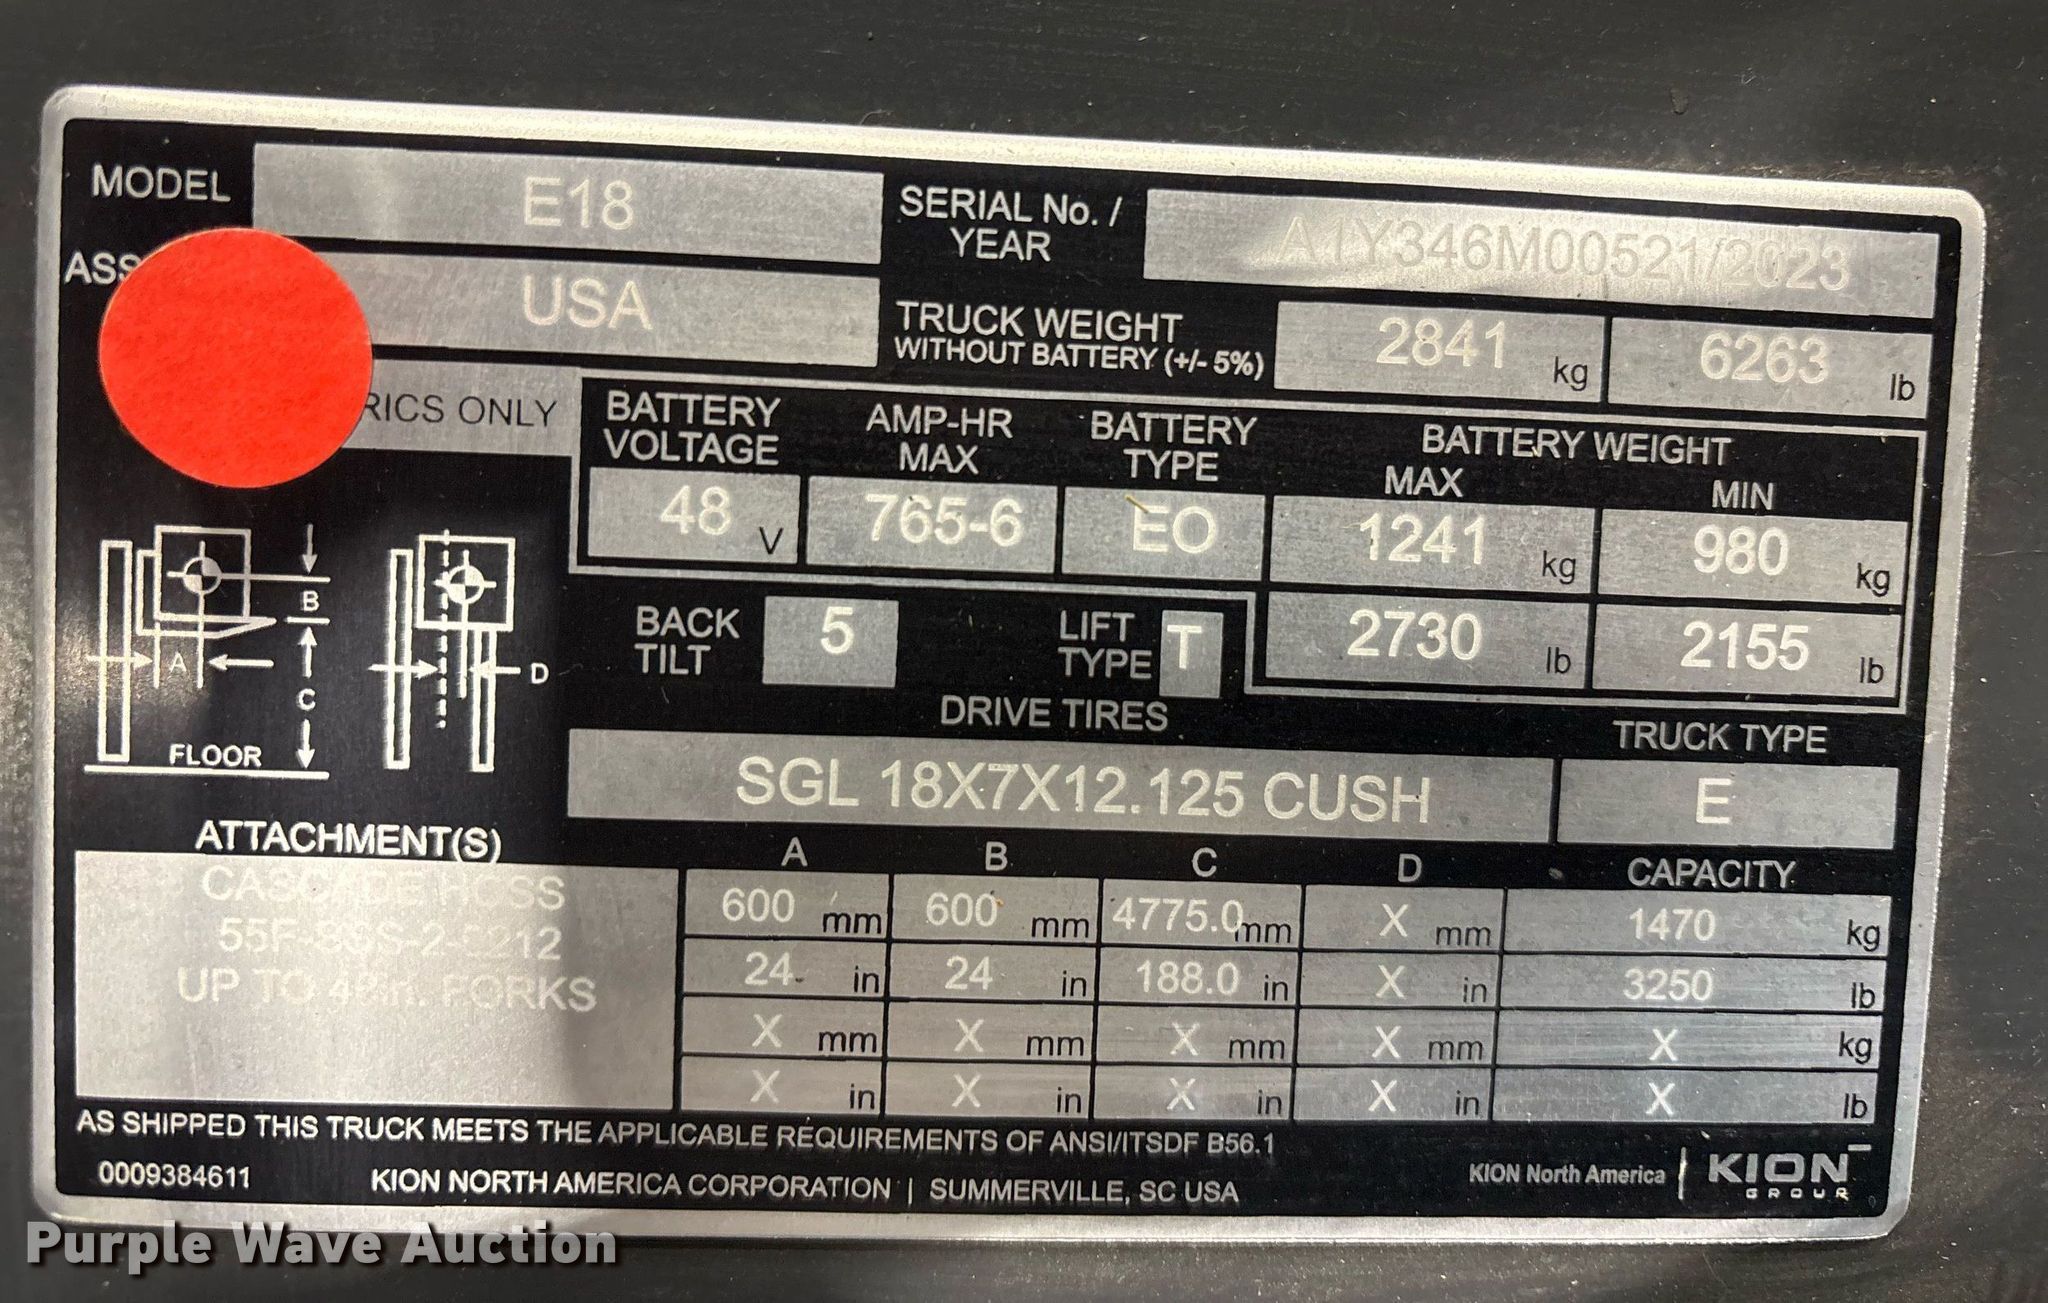 MODEL E18
SERIAL No. / YEAR A1Y346M00521/2023
USA
TRUCK WEIGHT WITHOUT BATTERY (+/- 5%) 2841 kg 6263 lb
ONLY
BATTERY VOLTAGE AMP-HR MAX BATTERY TYPE BATTERY WEIGHT
MAX MIN
48 V 765-6 EO 1241 kg 980 kg
2730 lb 2155 lb
BACK TILT 5 LIFT TYPE T
B
A
C
D
FLOOR
DRIVE TIRES TRUCK TYPE
SGL 18X7X12.125 CUSH E
ATTACHMENT(S)
CASCADE
UP TO FORKS
A B C D CAPACITY
600 mm 600 mm 4775.0 mm X mm 1470 kg
24 in 24 in 188.0 in X in 3250 lb
X mm X mm X mm X mm X kg
X in X in X in X in X lb
AS SHIPPED THIS TRUCK MEETS THE APPLICABLE REQUIREMENTS OF ANSI/ITSDF B56.1
0009384611 KION NORTH AMERICA CORPORATION | SUMMERVILLE, SC USA
KION North America | KION GROUP
Purple Wave Auction